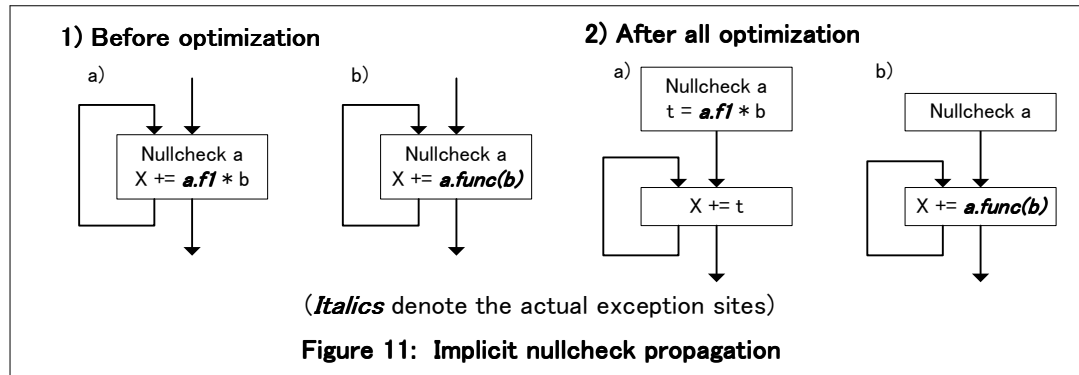 1) Before optimization
a)
Nullcheck a
X += a.f1 * b
b)
Nullcheck a
X += a.func(b)
2) After all optimization
a)
Nullcheck a
t = a.f1 * b
X += t
b)
Nullcheck a
X += a.func(b)
(Italics denote the actual exception sites)
Figure 11: Implicit nullcheck propagation